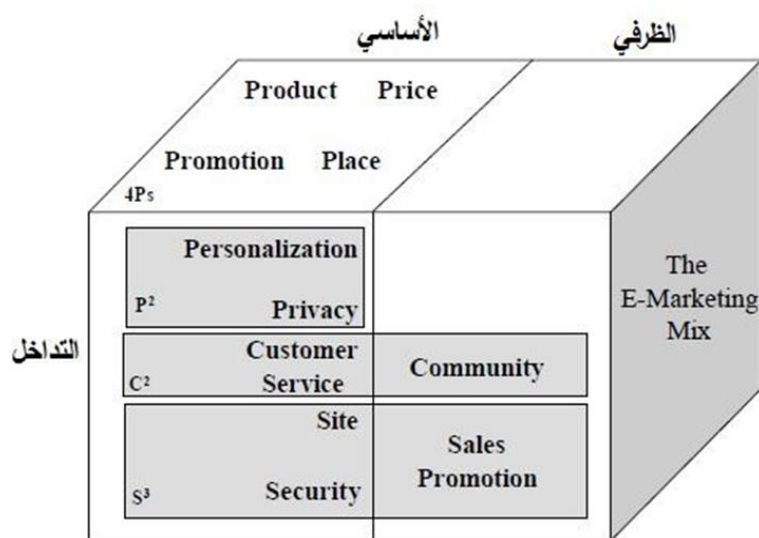 الأساسي
الظرفي
Product Price
Promotion Place
4Ps
Personalization
P²
Privacy
The
E-Marketing
Mix
التداخل
Customer
Service
C²
Community
Site
Security
S³
Sales
Promotion